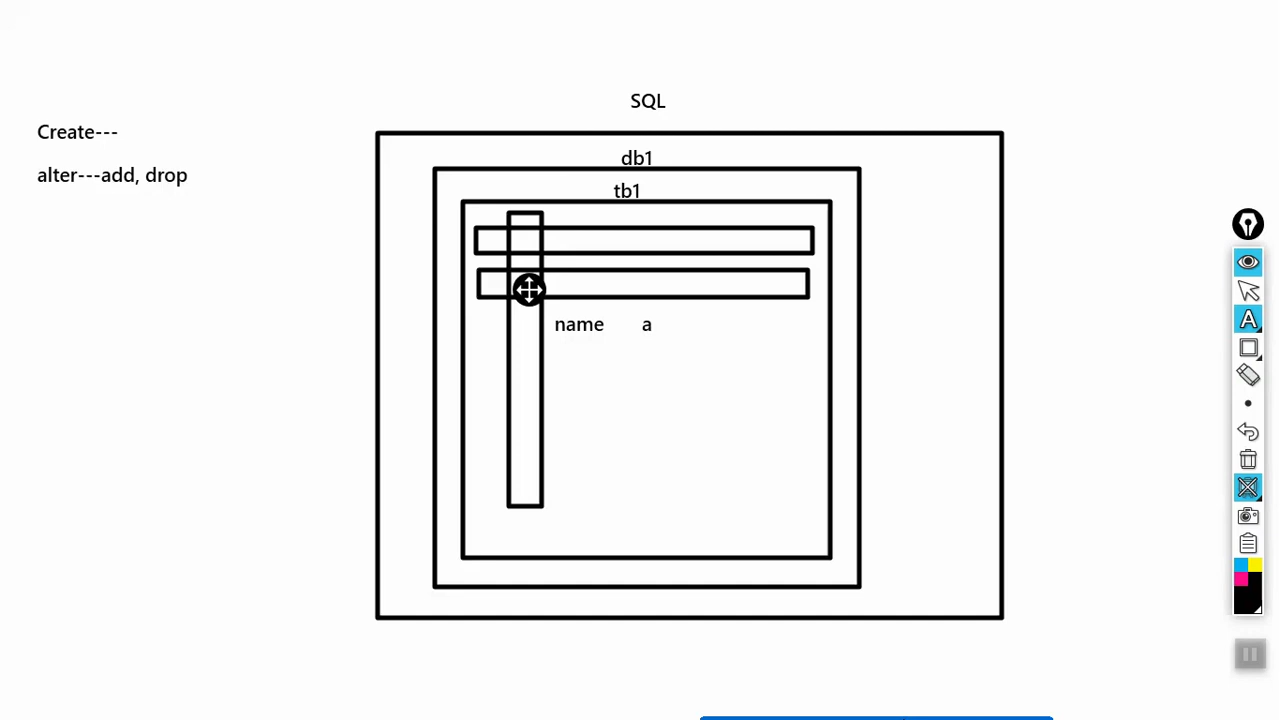 SQL
Create---
alter---add, drop
db1
tb1
name a
A